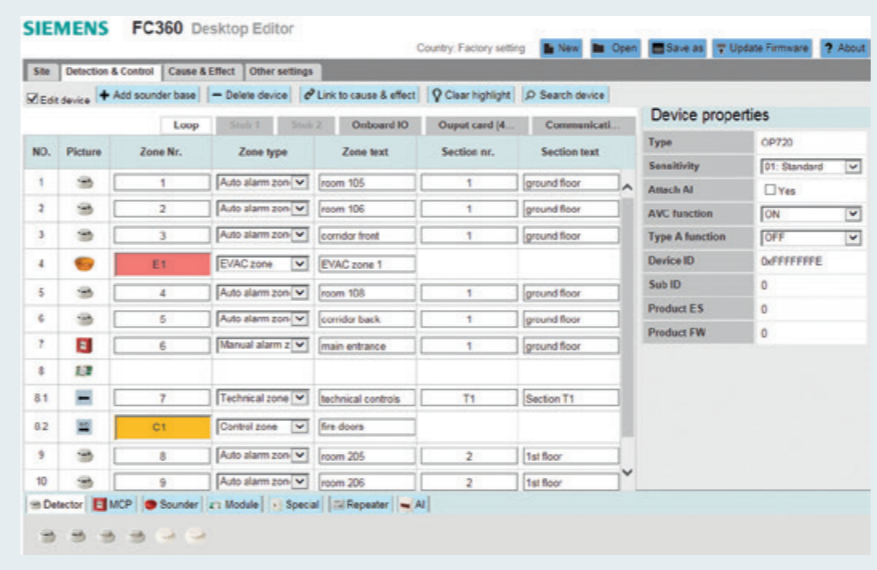 SIEMENS FC360 Desktop Editor
Country: Factory setting New Open Save as Update Firmware ? About
Site Detection & Control Cause & Effect Other settings
Edit device + Add sounder base − Delete device Link to cause & effect Clear highlight Search device
Device properties
Loop Stub 1 Stub 2 Onboard IO Ouput card (4... Communicati...
NO. Picture Zone Nr. Zone type Zone text Section nr. Section text
1 1 Auto alarm zon room 105 1 ground floor
2 2 Auto alarm zon room 106 1 ground floor
3 3 Auto alarm zon corridor front 1 ground floor
4 E1 EVAC zone EVAC zone 1
5 4 Auto alarm zon room 108 1 ground floor
6 5 Auto alarm zon corridor back 1 ground floor
7 6 Manual alarm z main entrance 1 ground floor
8
8.1 7 Technical zone technical controls T1 Section T1
8.2 C1 Control zone fire doors
9 8 Auto alarm zon room 205 2 1st floor
10 9 Auto alarm zon room 206 2 1st floor
Type OP720
Sensitivity 01: Standard
Attach AI Yes
AVC function ON
Type A function OFF
Device ID 0xFFFFFFFE
Sub ID 0
Product ES 0
Product FW 0
Detector MCP Sounder Module Special Repeater AI